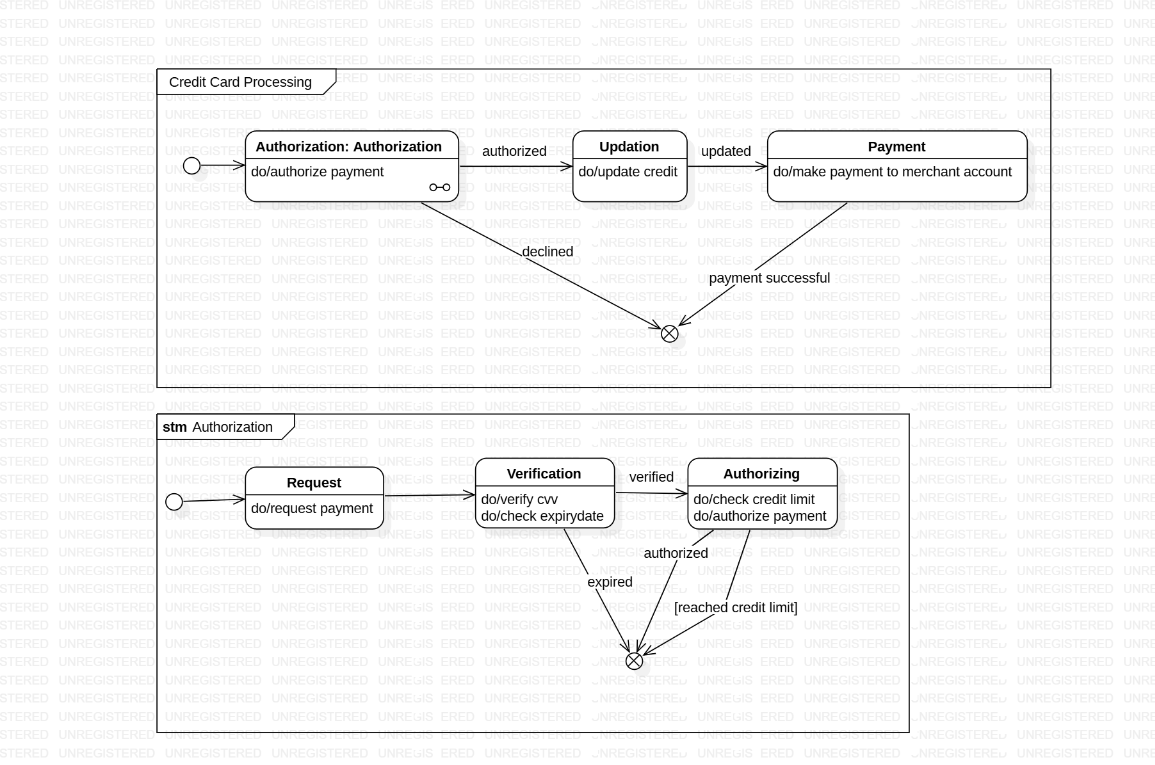 Credit Card Processing
Authorization: Authorization
do/authorize payment
authorized
Updation
do/update credit
updated
Payment
do/make payment to merchant account
declined
payment successful
stm Authorization
Request
do/request payment
Verification
do/verify cvv
do/check expirydate
verified
Authorizing
do/check credit limit
do/authorize payment
authorized
expired
[reached credit limit]
UNREGISTERED